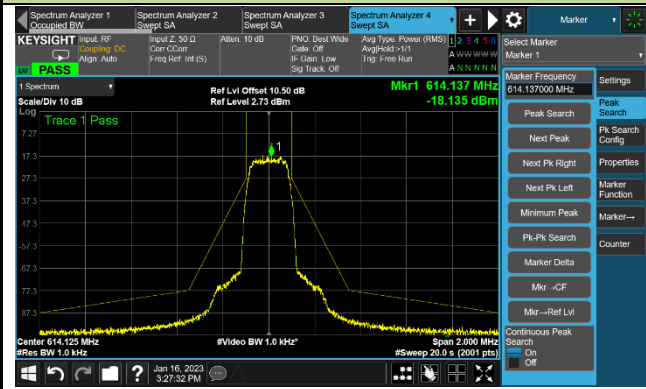 Spectrum Analyzer 1
Occupied BW
Spectrum Analyzer 2
Swept SA
Spectrum Analyzer 3
Swept SA
Spectrum Analyzer 4
Swept SA
Marker
KEYSIGHT
Input: RF
Coupling: DC
Align: Auto
Input Z: 50 Ω
Corr CCorr
Freq Ref: Int (S)
Atten: 10 dB
PNO: Best Wide
Gate: Off
IF Gain: Low
Sig Track: Off
Avg Type: Power (RMS)
Avg|Hold:>1/1
Trig: Free Run
1 2 3 4 5 6
A W W W W W
A N N N N N
LVI PASS
Select Marker
Marker 1
1 Spectrum
Scale/Div 10 dB
Ref Lvl Offset 10.50 dB
Ref Level 2.73 dBm
Mkr1 614.137 MHz
-18.135 dBm
Log
Trace 1 Pass
1
-7.27
-17.3
-27.3
-37.3
-47.3
-57.3
-67.3
-77.3
-87.3
Center 614.125 MHz
#Res BW 1.0 kHz
#Video BW 1.0 kHz*
Span 2.000 MHz
#Sweep 20.0 s (2001 pts)
Marker Frequency
614.137000 MHz
Peak Search
Next Peak
Next Pk Right
Next Pk Left
Minimum Peak
Pk-Pk Search
Marker Delta
Mkr→CF
Mkr→Ref Lvl
Continuous Peak
Search
On
Off
Settings
Peak
Search
Pk Search
Config
Properties
Marker
Function
Marker→
Counter
Jan 16, 2023
3:27:32 PM